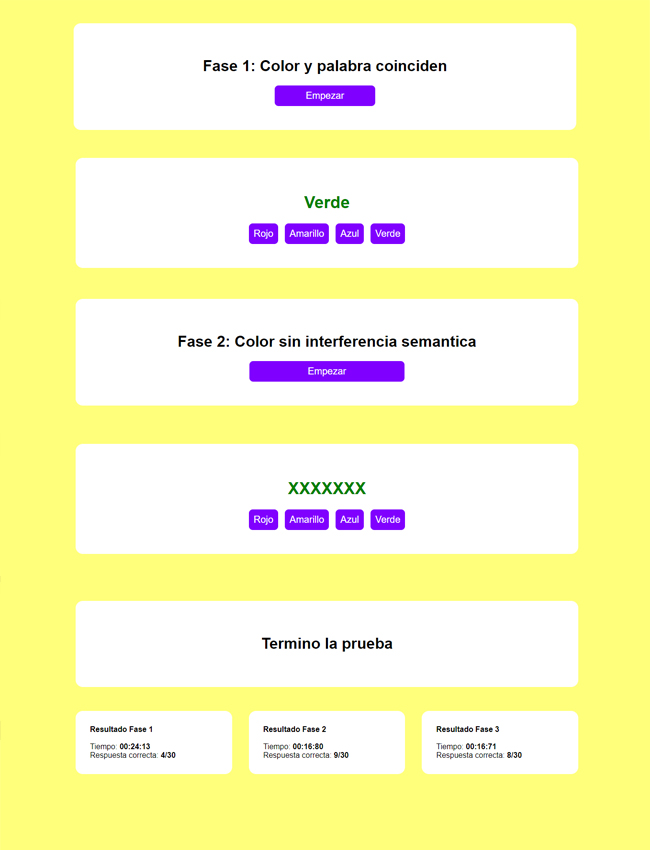 Fase 1: Color y palabra coinciden
Empezar
Verde
Rojo Amarillo Azul Verde
Fase 2: Color sin interferencia semantica
Empezar
XXXXXXX
Rojo Amarillo Azul Verde
Termino la prueba
Resultado Fase 1
Tiempo: 00:24:13
Respuesta correcta: 4/30
Resultado Fase 2
Tiempo: 00:16:80
Respuesta correcta: 9/30
Resultado Fase 3
Tiempo: 00:16:71
Respuesta correcta: 8/30